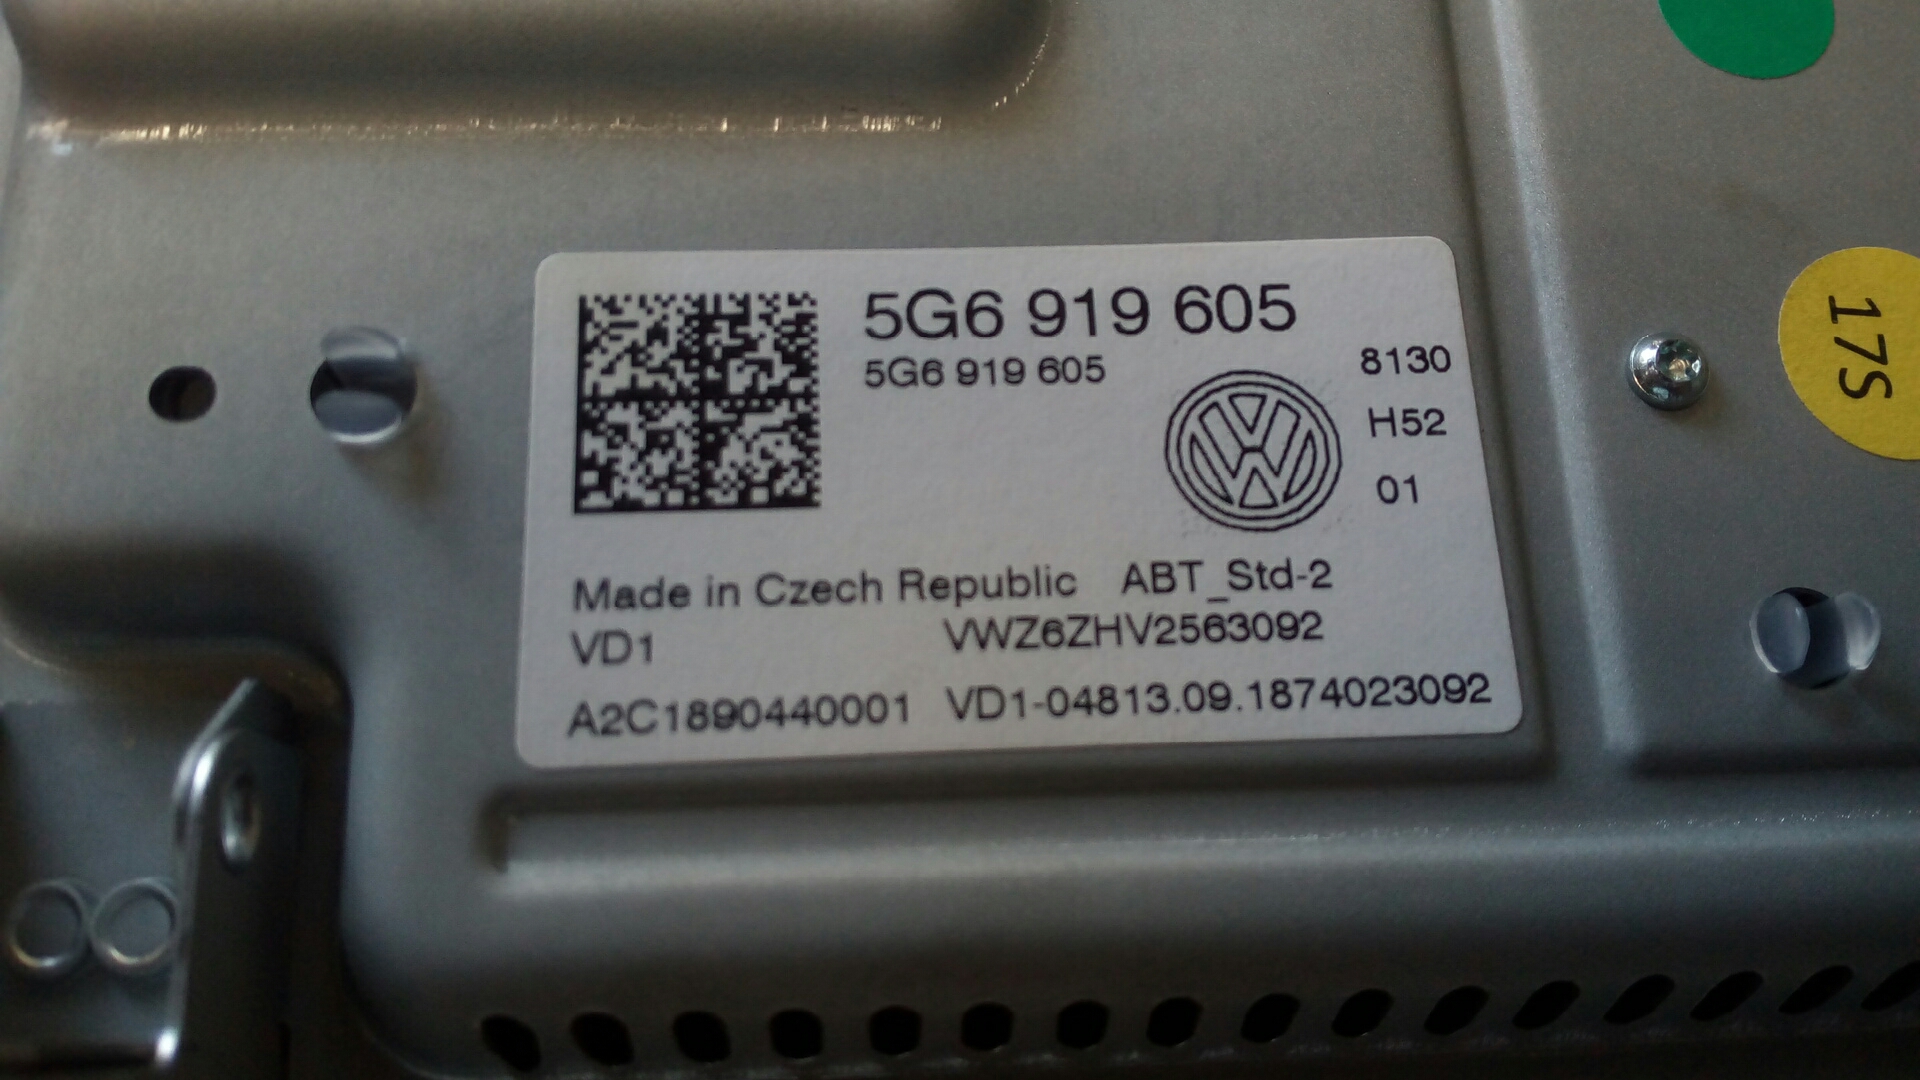 5G6 919 605
5G6 919 605
8130
H52
01
Made in Czech Republic ABT_Std-2
VD1 VWZ6ZHV2563092
A2C1890440001 VD1-04813.09.1874023092
17S